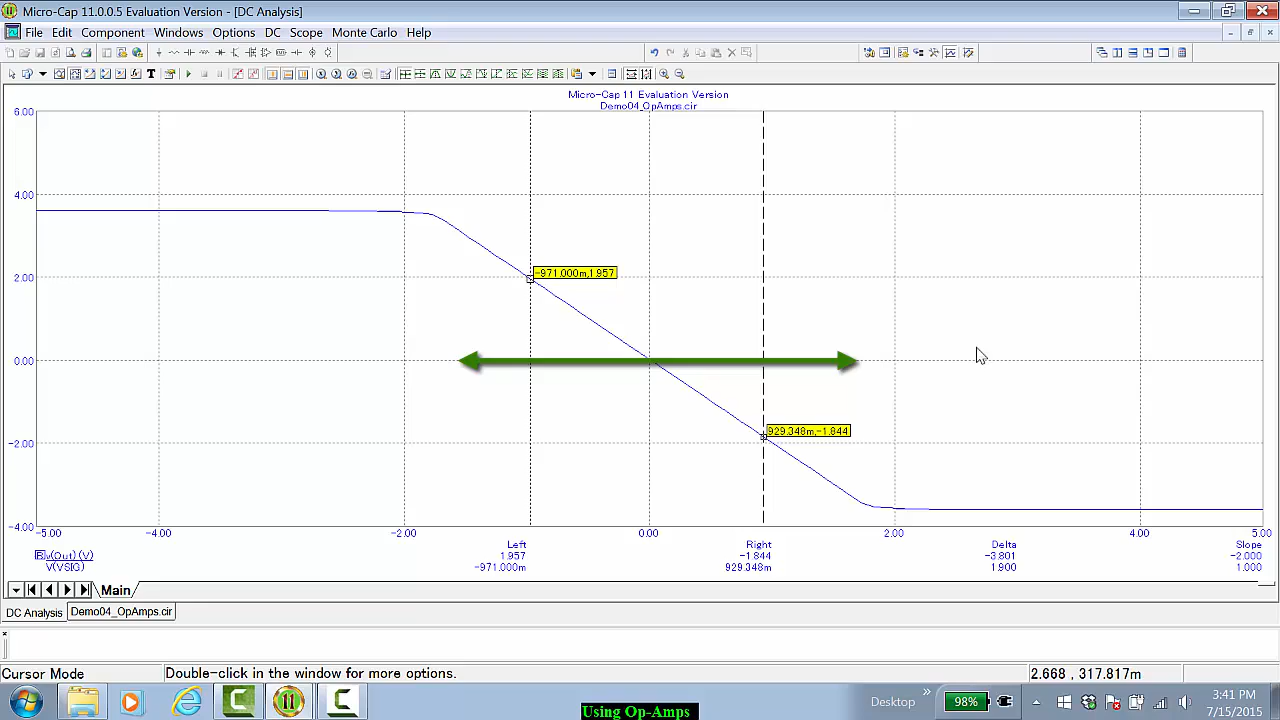 Micro-Cap 11.0.0.5 Evaluation Version - [DC Analysis]
File Edit Component Windows Options DC Scope Monte Carlo Help
Micro-Cap 11 Evaluation Version
Demo04_OpAmps.cir
6.00
4.00
2.00
0.00
-2.00
-4.00
-971.000m,1.957
929.348m,-1.844
-5.00 -4.00 -2.00 0.00 2.00 4.00 5.00
Left Right Delta Slope
v(Out) (V) 1.957 -1.844 -3.801 -2.000
V(VSIG) -971.000m 929.348m 1.900 1.000
Main
DC Analysis Demo04_OpAmps.cir
Cursor Mode Double-click in the window for more options. 2.668 , 317.817m
Desktop 98% 3:41 PM
7/15/2015
Using Op-Amps